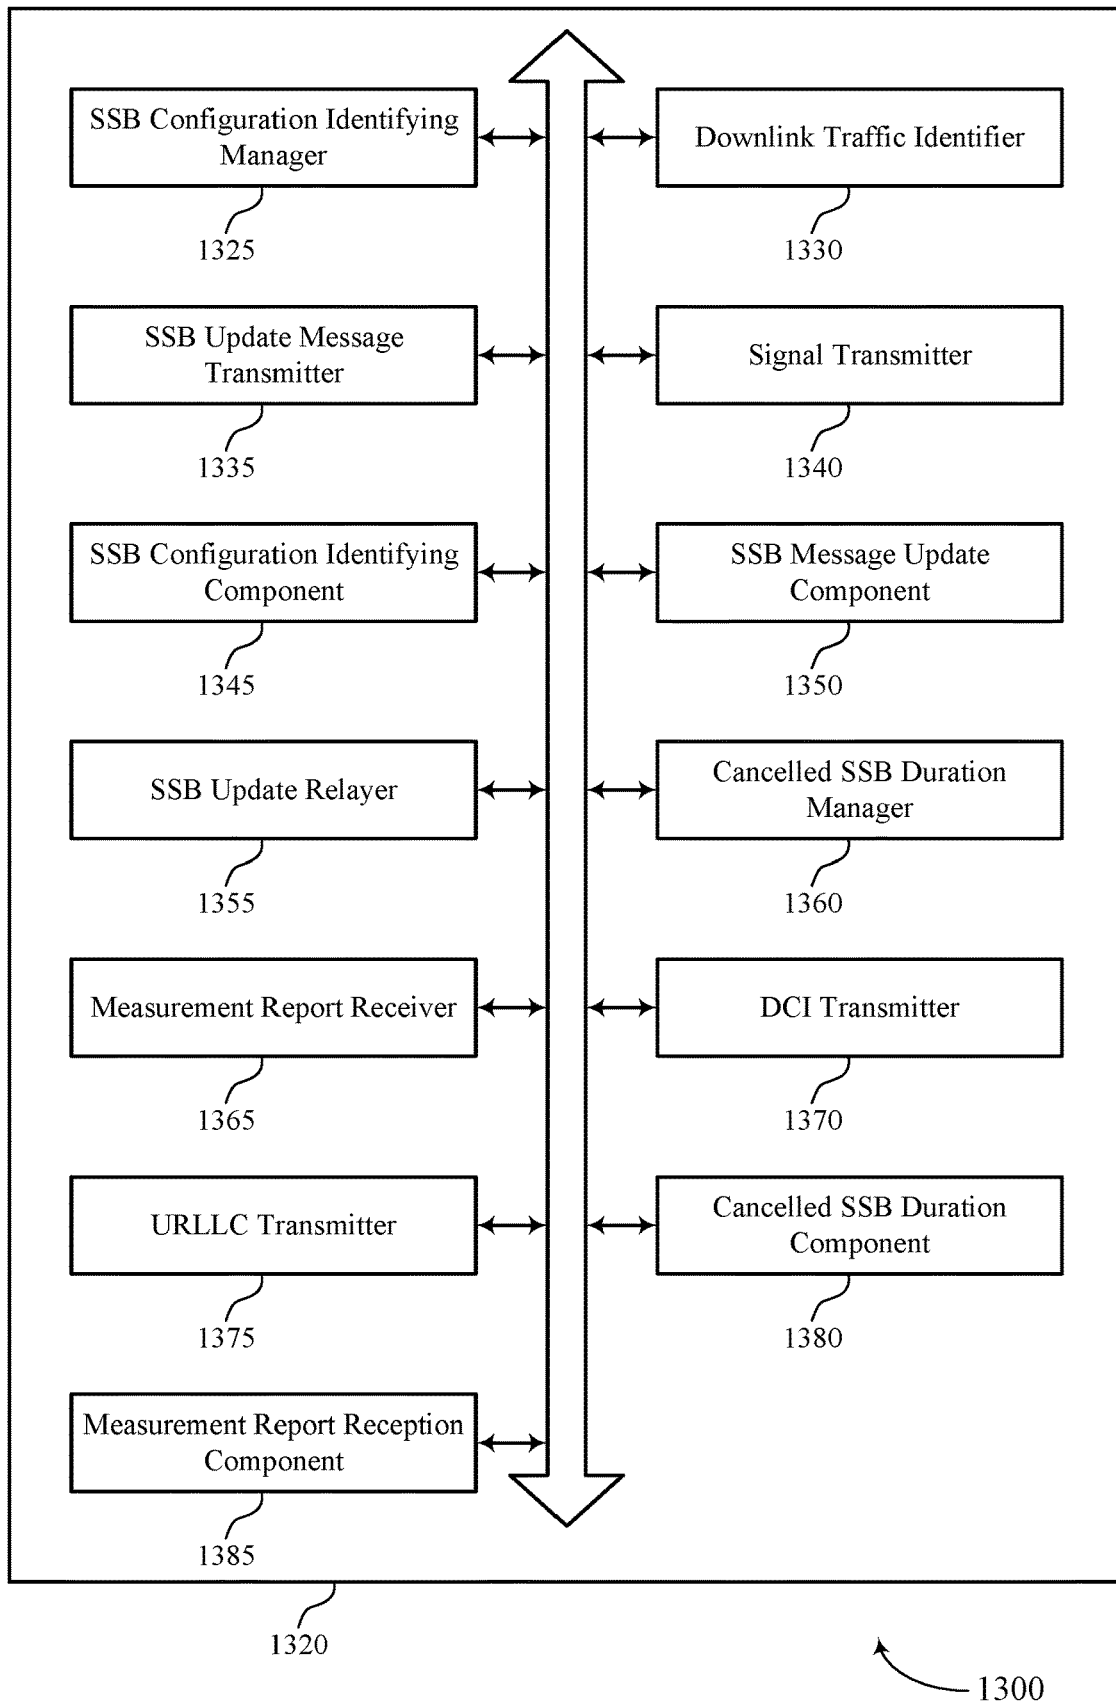 SSB Configuration Identifying
Manager
1325
Downlink Traffic Identifier
1330
SSB Update Message
Transmitter
1335
Signal Transmitter
1340
SSB Configuration Identifying
Component
1345
SSB Message Update
Component
1350
SSB Update Relayer
1355
Cancelled SSB Duration
Manager
1360
Measurement Report Receiver
1365
DCI Transmitter
1370
URLLC Transmitter
1375
Cancelled SSB Duration
Component
1380
Measurement Report Reception
Component
1385
1320
1300